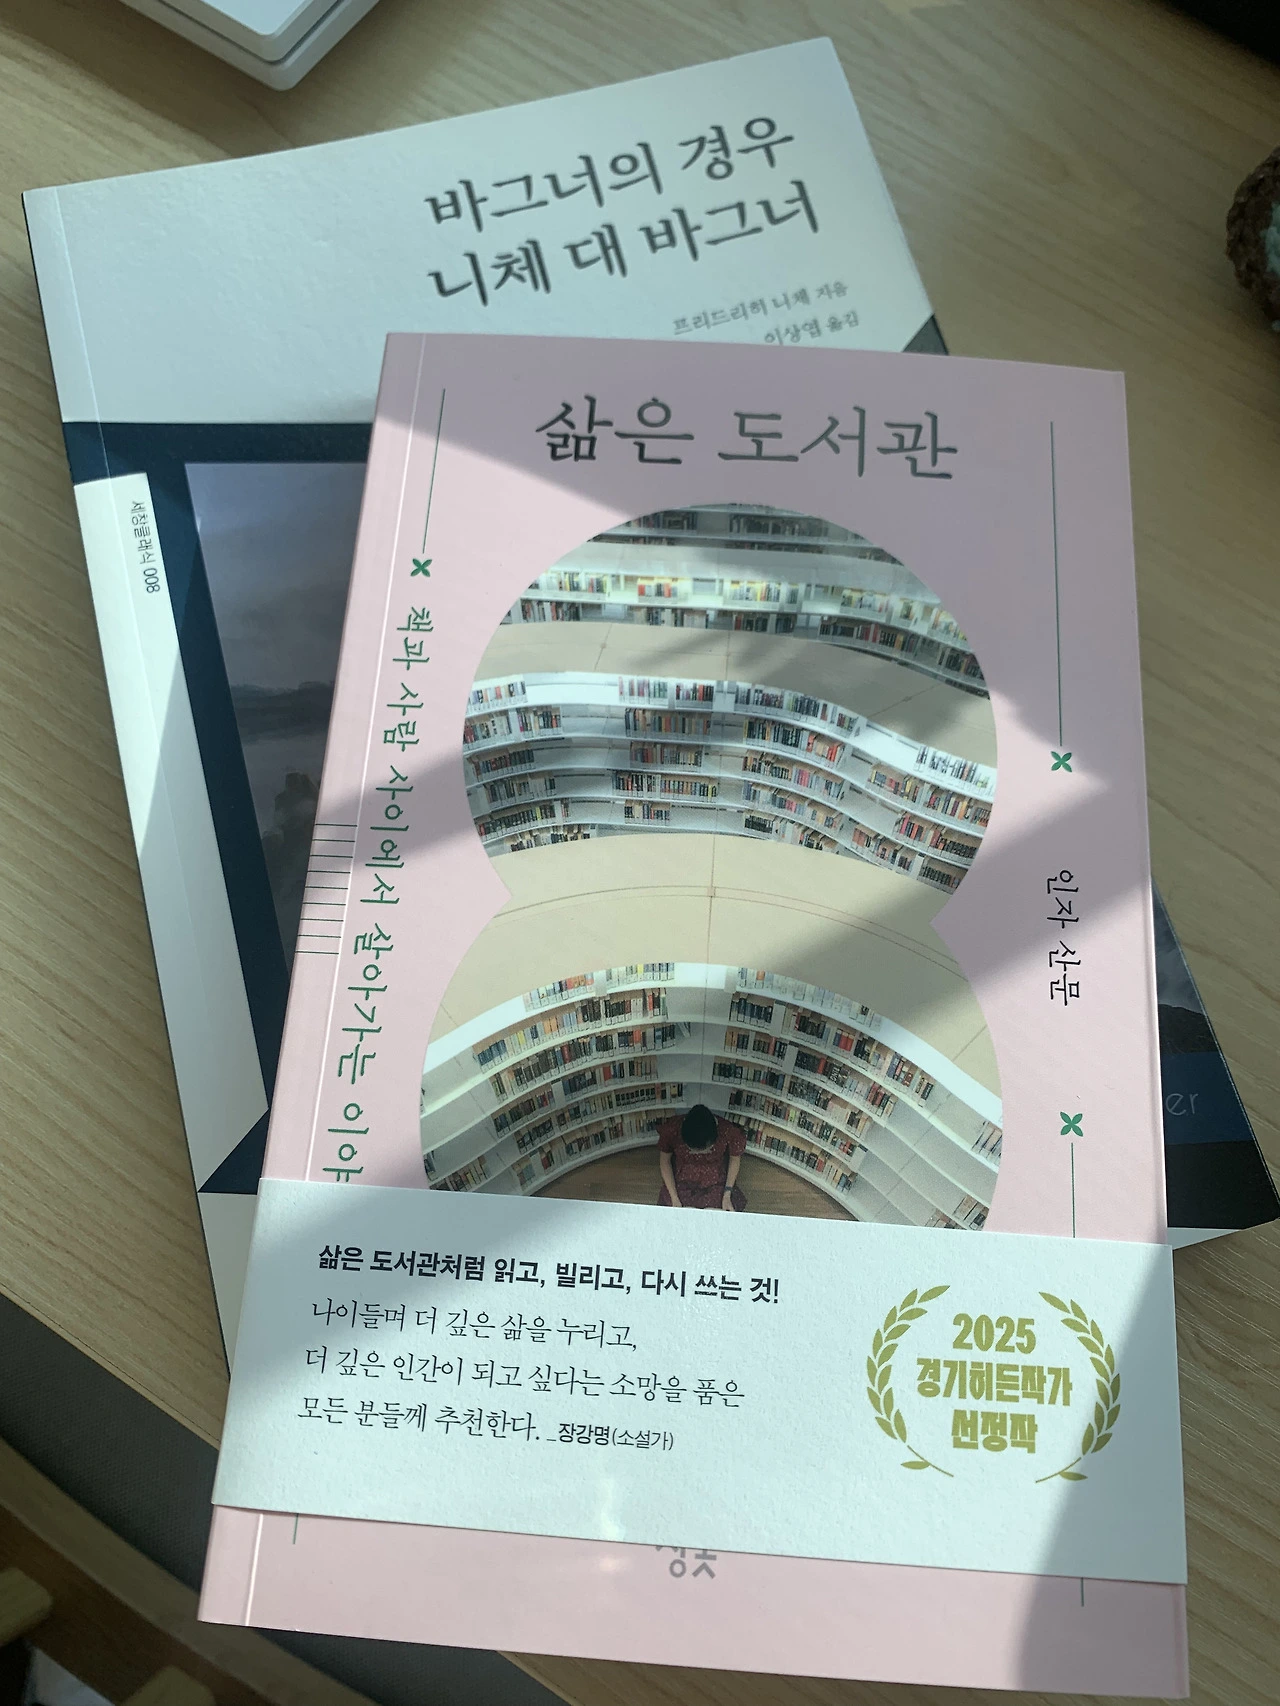 바그너의 경우
니체 대 바그너
프리드리히 니체 지음
이상엽 옮김
세창클래식 008
삶은 도서관
책과 사람 사이에서 살아가는 이야
인자 산문
er
삶은 도서관처럼 읽고, 빌리고, 다시 쓰는 것!
나이들며 더 깊은 삶을 누리고,
더 깊은 인간이 되고 싶다는 소망을 품은
모든 분들께 추천한다. _장강명(소설가)
2025
경기히든작가
선정작